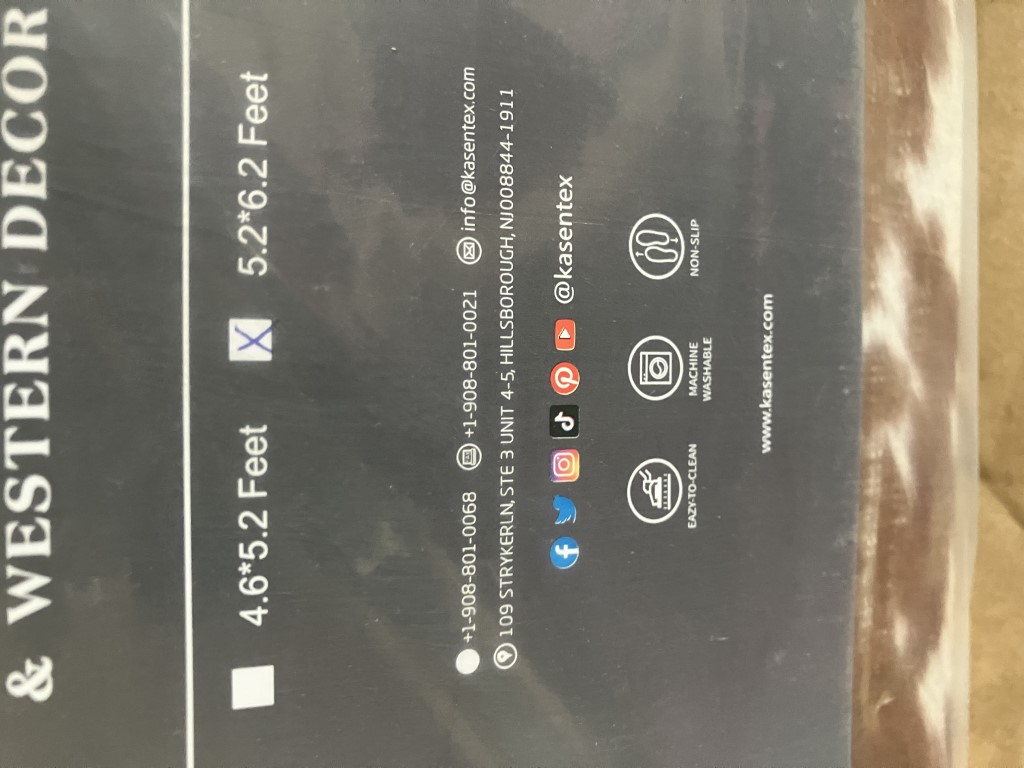 & WESTERN DECOR
4.6*5.2 Feet X 5.2*6.2 Feet
+1-908-801-0068 +1-908-801-0021 info@kasentex.com
109 STRYKERLN, STE 3 UNIT 4-5, HILLSBOROUGH, NJ008844-1911
@kasentex
EAZY-TO-CLEAN MACHINE WASHABLE NON-SLIP
www.kasentex.com